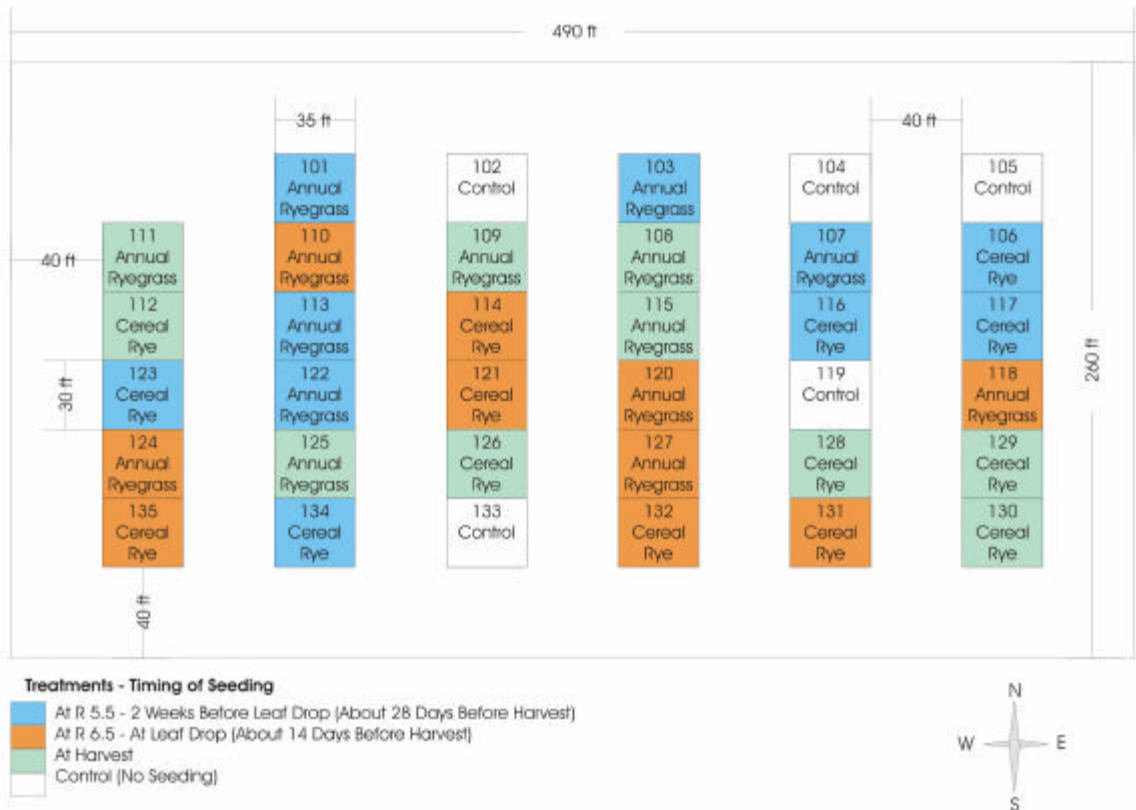 490 ft
35 ft
40 ft
101
Annual
Ryegrass
102
Control
103
Annual
Ryegrass
104
Control
105
Control
40 ft
111
Annual
Ryegrass
110
Annual
Ryegrass
109
Annual
Ryegrass
108
Annual
Ryegrass
107
Annual
Ryegrass
106
Cereal
Rye
112
Cereal
Rye
113
Annual
Ryegrass
114
Cereal
Rye
115
Annual
Ryegrass
116
Cereal
Rye
117
Cereal
Rye
30 ft
123
Cereal
Rye
122
Annual
Ryegrass
121
Cereal
Rye
120
Annual
Ryegrass
119
Control
118
Annual
Ryegrass
260 ft
124
Annual
Ryegrass
125
Annual
Ryegrass
126
Cereal
Rye
127
Annual
Ryegrass
128
Cereal
Rye
129
Cereal
Rye
135
Cereal
Rye
134
Cereal
Rye
133
Control
132
Cereal
Rye
131
Cereal
Rye
130
Cereal
Rye
40 ft
Treatments - Timing of Seeding
At R 5.5 - 2 Weeks Before Leaf Drop (About 28 Days Before Harvest)
At R 6.5 - At Leaf Drop (About 14 Days Before Harvest)
At Harvest
Control (No Seeding)
N
W E
S